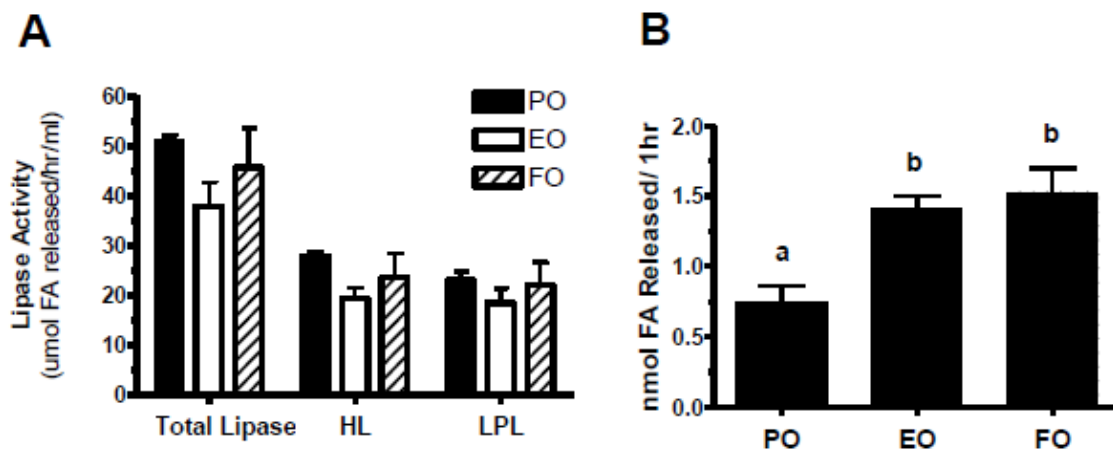 A
Lipase Activity
(umol FA released/hr/ml)
60
50
40
30
20
10
0
PO
EO
FO
Total Lipase HL LPL
B
nmol FA Released/ 1hr
2.0
1.5
1.0
0.5
0.0
a
b
b
PO EO FO